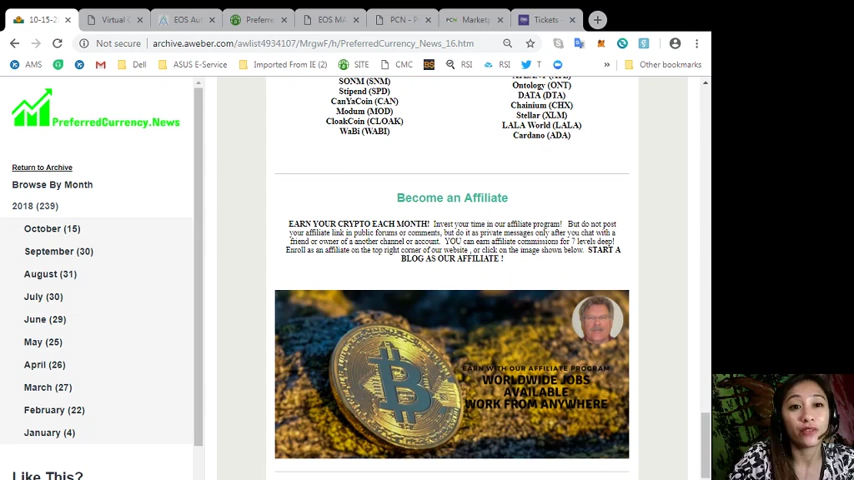 10-15-2
Virtual C
EOS Au
Preferre
EOS MA
PCN - P
Market
Tickets -
Not secure | archive.aweber.com/awlist4934107/MrgwF/h/PreferredCurrency_News_16.htm
AMS
Dell
ASUS E-Service
Imported From IE (2)
SITE
CMC
BS
RSI
RSI
T
»
Other bookmarks
PreferredCurrency.News
Return to Archive
Browse By Month
2018 (239)
October (15)
September (30)
August (31)
July (30)
June (29)
May (25)
April (26)
March (27)
February (22)
January (4)
Like This?
SONM (SNM)
Stipend (SPD)
CanYaCoin (CAN)
Modum (MOD)
CloakCoin (CLOAK)
WaBi (WABI)
Ontology (ONT)
DATA (DTA)
Chainium (CHX)
Stellar (XLM)
LALA World (LALA)
Cardano (ADA)
Become an Affiliate
EARN YOUR CRYPTO EACH MONTH! Invest your time in our affiliate program! But do not post
your affiliate link in public forums or comments, but do it as private messages only after you chat with a
friend or owner of a another channel or account. YOU can earn affiliate commissions for 7 levels deep!
Enroll as an affiliate on the top right corner of our website , or click on the image shown below. START A
BLOG AS OUR AFFILIATE !
EARN WITH OUR AFFILIATE PROGRAM
WORLDWIDE JOBS
AVAILABLE
WORK FROM ANYWHERE